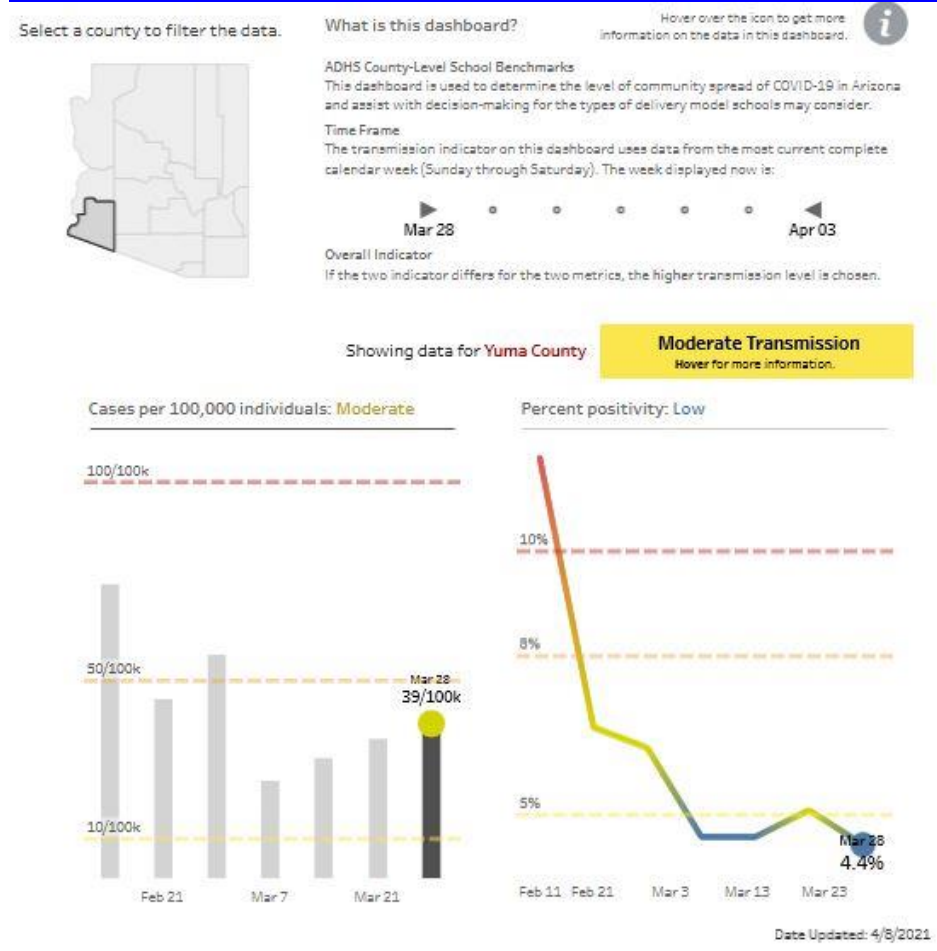 Select a county to filter the data.
What is this dashboard?
Hover over the icon to get more
information on the data in this dashboard.
i
ADHS County-Level School Benchmarks
This dashboard is used to determine the level of community spread of COVID-19 in Arizona
and assist with decision-making for the types of delivery model schools may consider.
Time Frame
The transmission indicator on this dashboard uses data from the most current complete
calendar week (Sunday through Saturday). The week displayed now is:
Mar 28
Apr 03
Overall Indicator
If the two indicator differs for the two metrics, the higher transmission level is chosen.
Showing data for Yuma County
Moderate Transmission
Hover for more information.
Cases per 100,000 individuals: Moderate
100/100k
50/100k
Mar 28
39/100k
10/100k
Feb 21
Mar 7
Mar 21
Percent positivity: Low
10%
8%
5%
Mar 28
4.4%
Feb 11
Feb 21
Mar 3
Mar 13
Mar 23
Date Updated: 4/8/2021